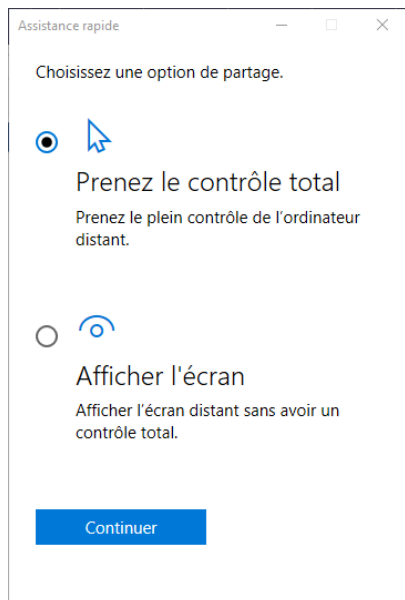 Assistance rapide
Choisissez une option de partage.
Prenez le contrôle total
Prenez le plein contrôle de l’ordinateur
distant.
Afficher l'écran
Afficher l’écran distant sans avoir un
contrôle total.
Continuer